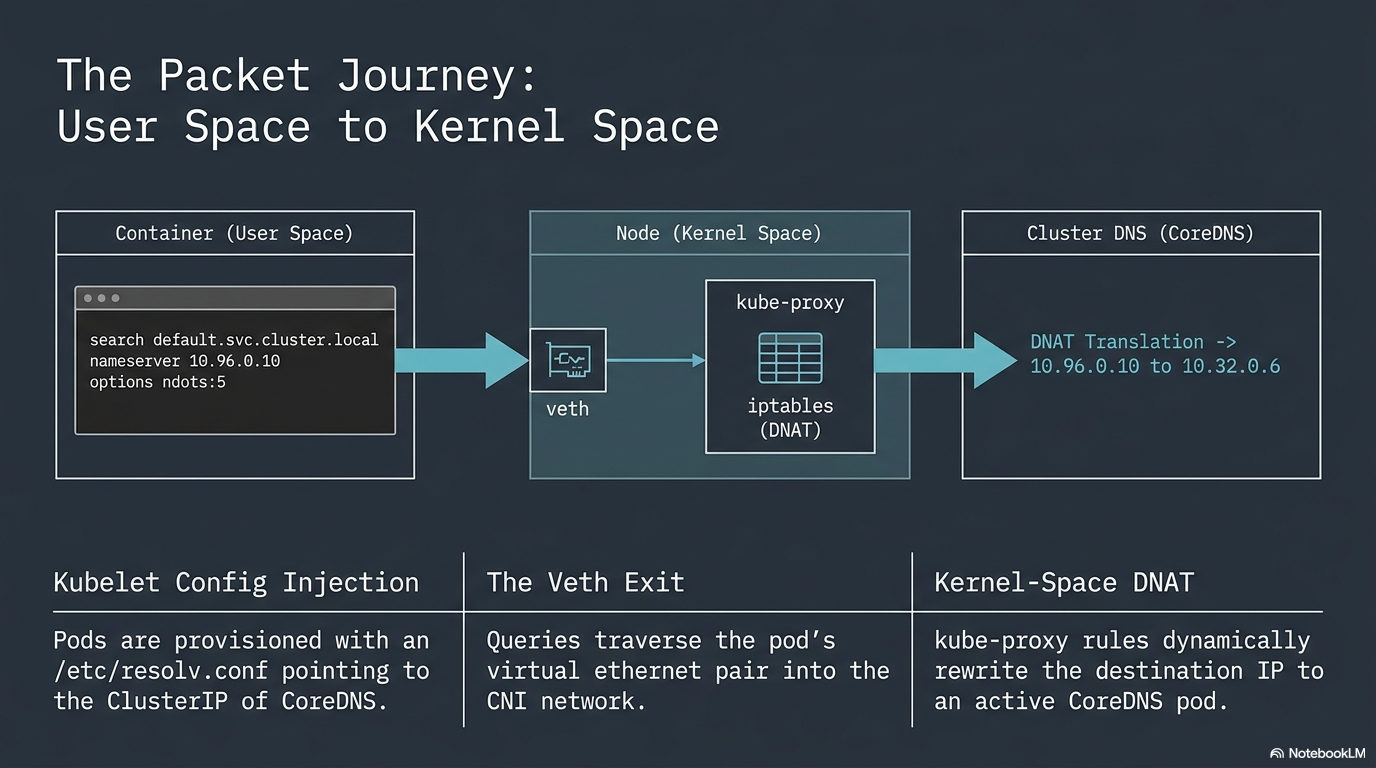 The Packet Journey:
User Space to Kernel Space
Container (User Space)
search default.svc.cluster.local
nameserver 10.96.0.10
options ndots:5
Node (Kernel Space)
veth
kube-proxy
iptables
(DNAT)
Cluster DNS (CoreDNS)
DNAT Translation ->
10.96.0.10 to 10.32.0.6
Kubelet Config Injection
Pods are provisioned with an
/etc/resolv.conf pointing to
the ClusterIP of CoreDNS.
The Veth Exit
Queries traverse the pod’s
virtual ethernet pair into the
CNI network.
Kernel-Space DNAT
kube-proxy rules dynamically
rewrite the destination IP to
an active CoreDNS pod.
NotebookLM